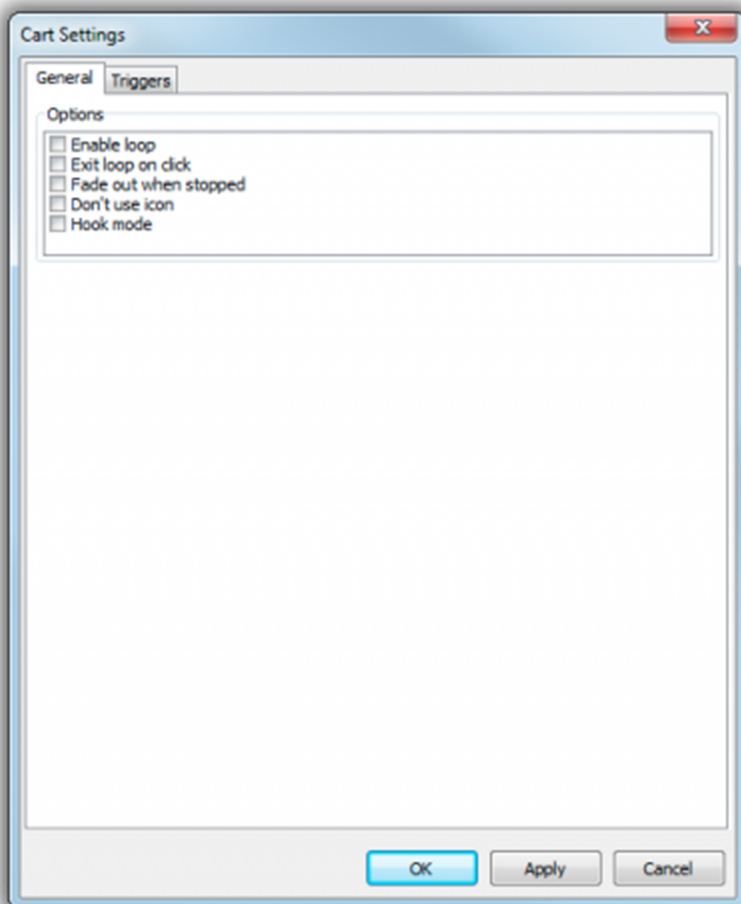 Cart Settings
General Triggers
Options
Enable loop
Exit loop on click
Fade out when stopped
Don't use icon
Hook mode
OK Apply Cancel